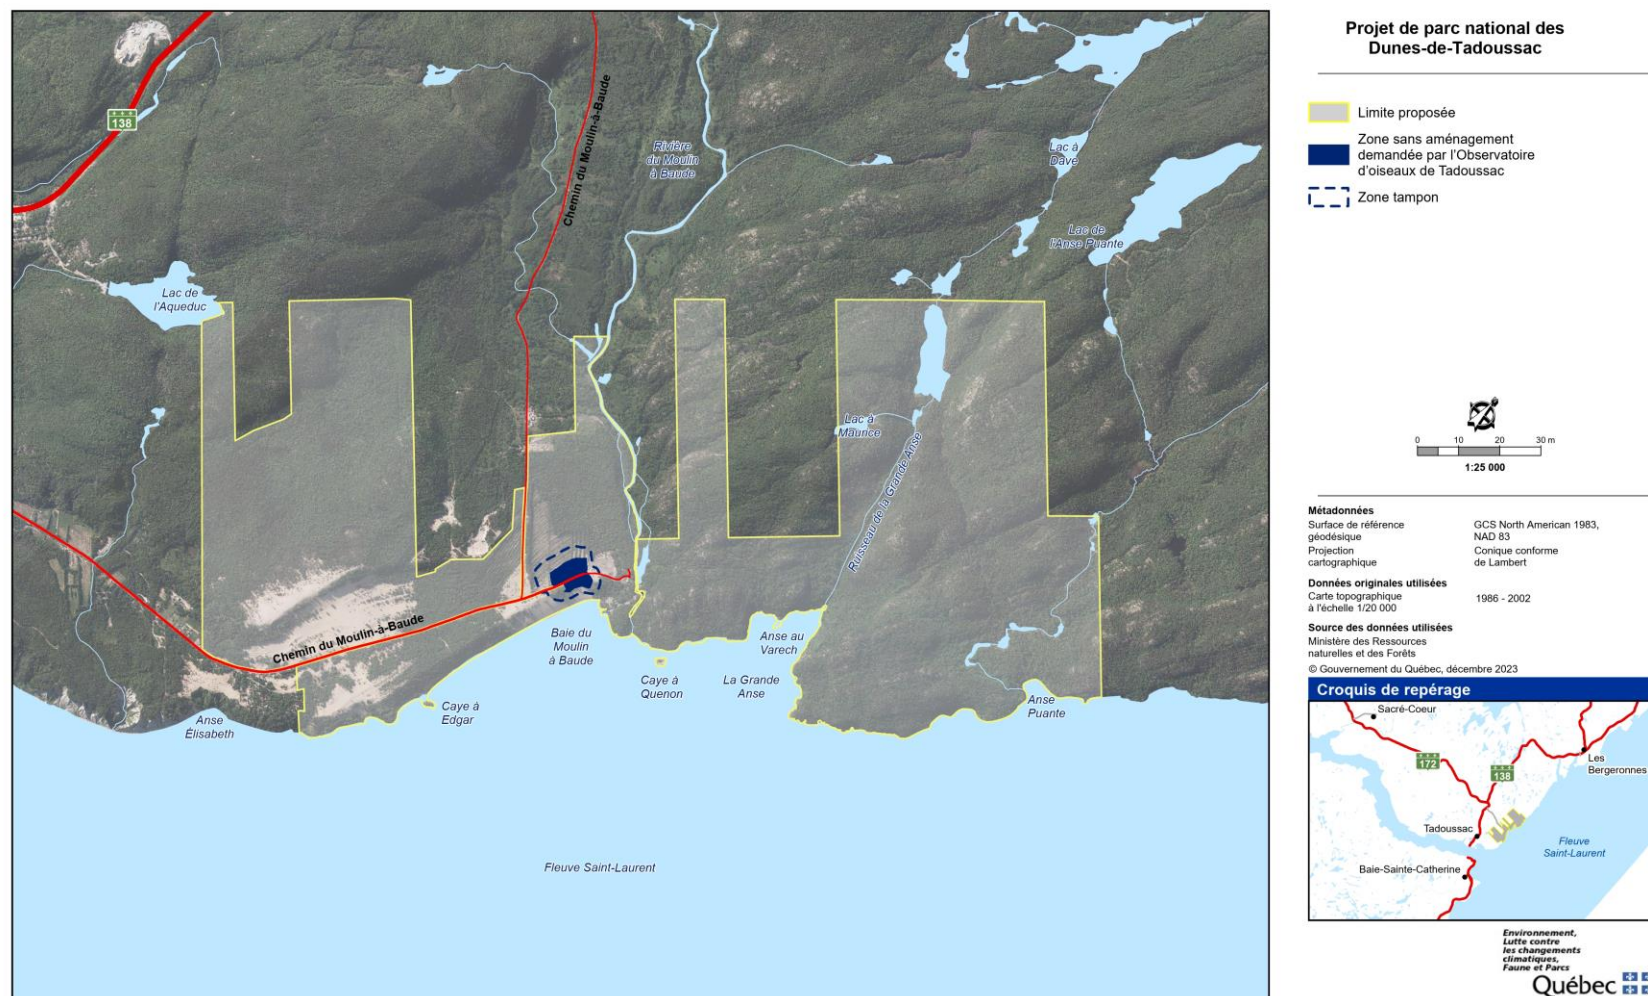 Projet de parc national des
Dunes-de-Tadoussac
Limite proposée
Zone sans aménagement
demandée par l'Observatoire
d'oiseaux de Tadoussac
Zone tampon
138
Chemin du Moulin-à-Baude
Rivière
du Moulin
à Baude
Lac à
Dave
Lac de
l'Anse Puante
Lac de
l'Aqueduc
Lac à
Maurice
Ruisseau de la Grande Anse
Chemin du Moulin-à-Baude
Baie du
Moulin
à Baude
Anse au
Varech
Caye à
Quenon
La Grande
Anse
Anse
Puante
Caye à
Edgar
Anse
Élisabeth
Fleuve Saint-Laurent
0 10 20 30 m
1:25 000
Métadonnées
Surface de référence
géodésique
GCS North American 1983,
NAD 83
Projection
cartographique
Conique conforme
de Lambert
Données originales utilisées
Carte topographique
à l'échelle 1/20 000
1986 - 2002
Source des données utilisées
Ministère des Ressources
naturelles et des Forêts
© Gouvernement du Québec, décembre 2023
Croquis de repérage
Sacré-Coeur
172
138
Les
Bergeronnes
Tadoussac
Fleuve
Saint-Laurent
Baie-Sainte-Catherine
Environnement,
Lutte contre
les changements
climatiques,
Faune et Parcs
Québec